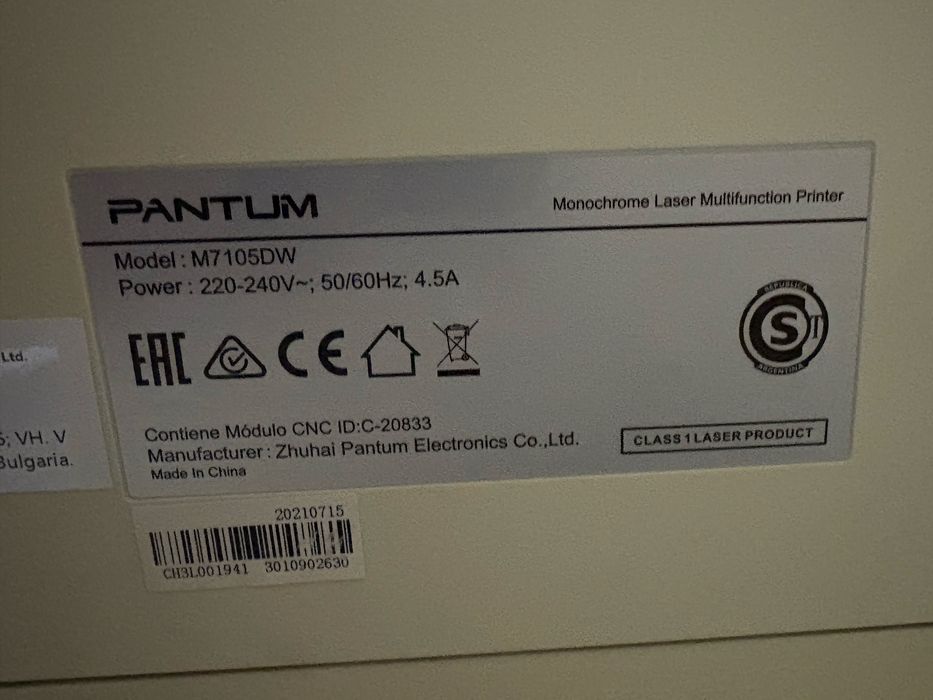 PANTUM
Monochrome Laser Multifunction Printer
Model : M7105DW
Power : 220-240V~; 50/60Hz; 4.5A
EAC
CE
REPUBLICA
S
ARGENTINA
Contiene Módulo CNC ID:C-20833
Manufacturer : Zhuhai Pantum Electronics Co.,Ltd.
Made In China
CLASS 1 LASER PRODUCT
Ltd.
; VH. V
Bulgaria.
20210715
CH3L001941 3010902630